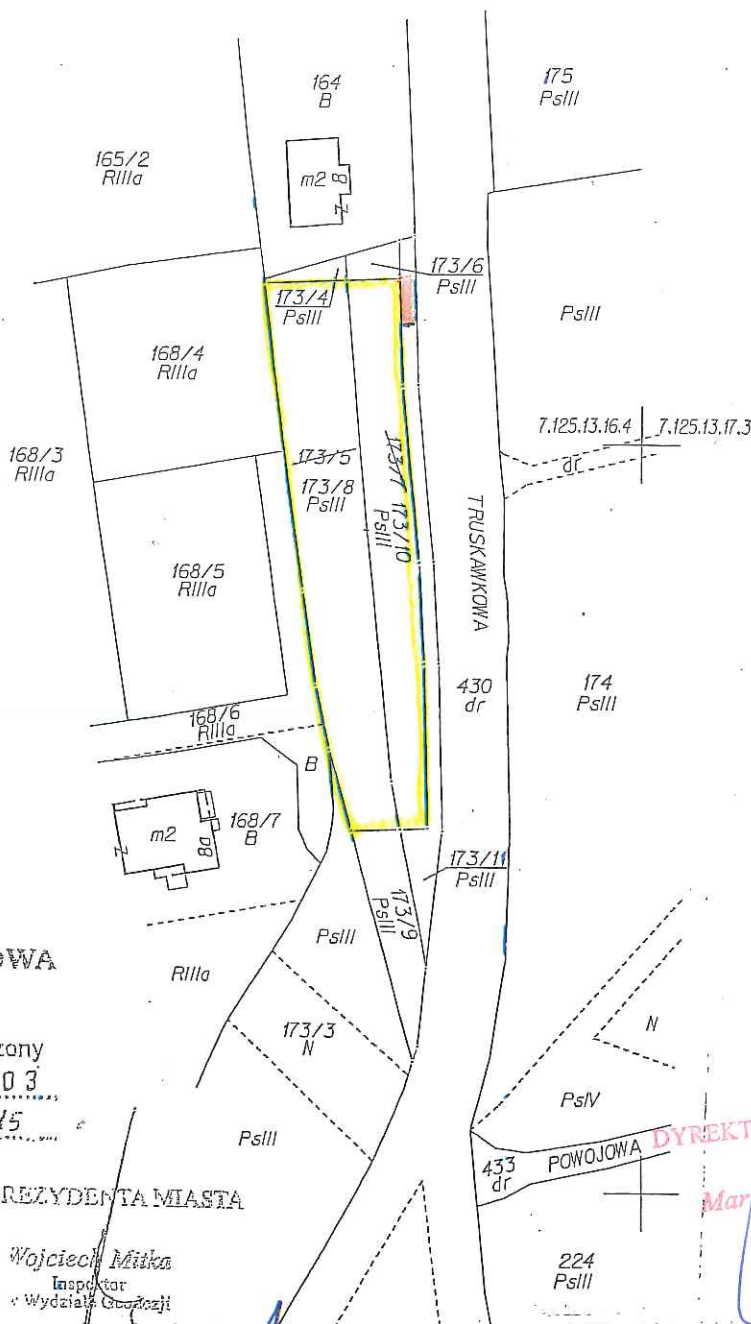 164
B
175
PsIII
165/2
RIIIa
m2
8
Z
173/6
PsIII
173/4
PsIII
PsIII
168/4
RIIIa
7.125.13.16.4 7.125.13.17.3
dr
168/3
RIIIa
173/5
173/8
PsIII
173/7 173/10
PsIII
TRUSKAWKOWA
168/5
RIIIa
430
dr
174
PsIII
168/6
RIIIa
B
m2
Z
8a
168/7
B
173/11
PsIII
173/9
PsIII
PsIII
OWA
RIIIa
173/3
N
N
zony
03
15
PsIII
PsIV
DYREKT
POWOJOWA
433
dr
REZYDENTA MIASTA
Mar
Wojciech Mitka
Inspektor
w Wydziale Geodezji
224
PsIII